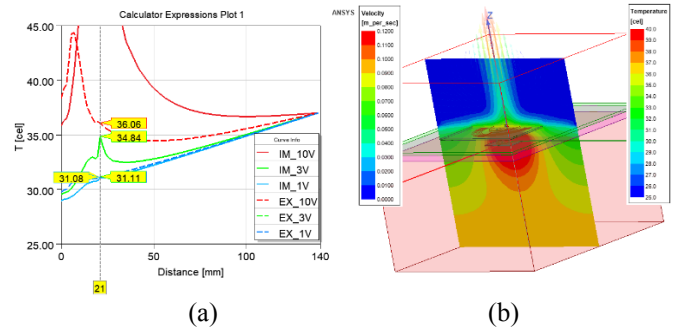 Calculator Expressions Plot 1
45.00
40.00
35.00
30.00
25.00
T [cel]
36.06
34.84
31.08
31.11
Curve Info
IM_10V
IM_3V
IM_1V
EX_10V
EX_3V
EX_1V
0
50
100
140
Distance [mm]
21
(a)
ANSYS
Velocity
[m_per_sec]
0.1200
0.1100
0.1000
0.0900
0.0800
0.0700
0.0600
0.0500
0.0400
0.0300
0.0200
0.0100
0.0000
Z
Temperature
[cel]
40.0
39.0
38.0
37.0
36.0
35.0
34.0
33.0
32.0
31.0
30.0
29.0
28.0
27.0
26.0
25.0
(b)